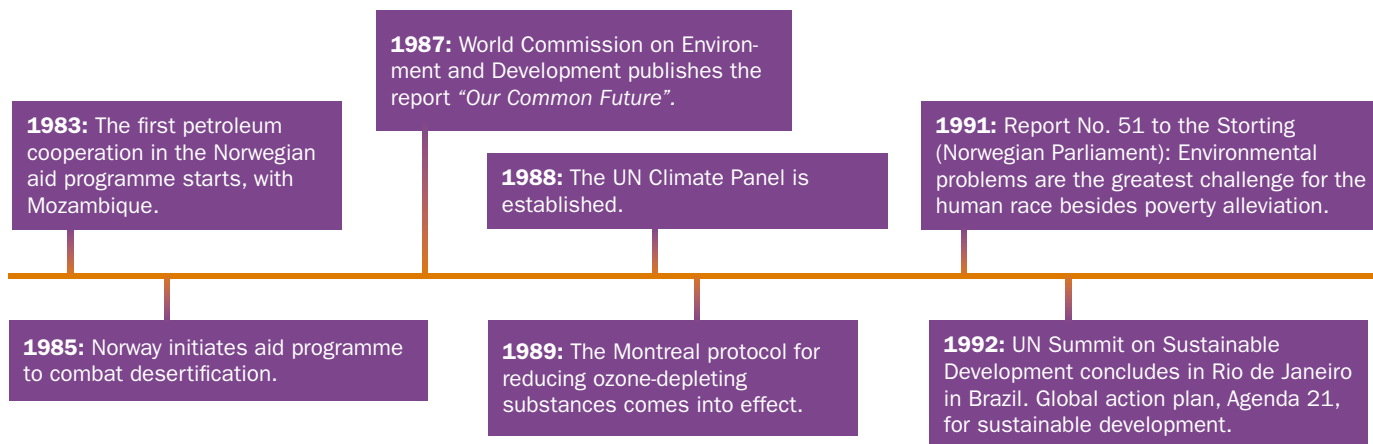 1983: The first petroleum
cooperation in the Norwegian
aid programme starts, with
Mozambique.
1985: Norway initiates aid programme
to combat desertification.
1987: World Commission on Environ-
ment and Development publishes the
report “Our Common Future”.
1988: The UN Climate Panel is
established.
1989: The Montreal protocol for
reducing ozone-depleting
substances comes into effect.
1991: Report No. 51 to the Storting
(Norwegian Parliament): Environmental
problems are the greatest challenge for the
human race besides poverty alleviation.
1992: UN Summit on Sustainable
Development concludes in Rio de Janeiro
in Brazil. Global action plan, Agenda 21,
for sustainable development.